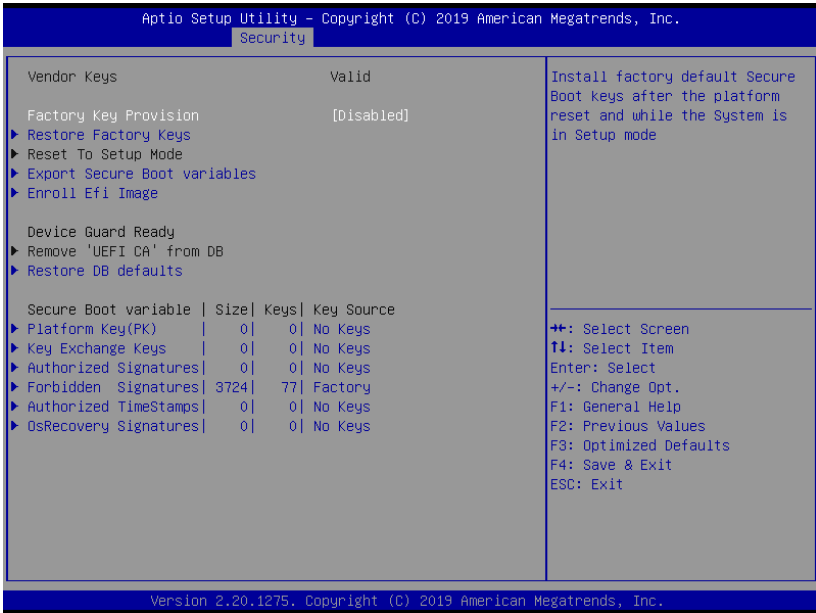 Aptio Setup Utility – Copyright (C) 2019 American Megatrends, Inc.
Security
Vendor Keys Valid
Factory Key Provision [Disabled]
Restore Factory Keys
Reset To Setup Mode
Export Secure Boot variables
Enroll Efi Image
Device Guard Ready
Remove 'UEFI CA' from DB
Restore DB defaults
Secure Boot variable | Size| Keys| Key Source
Platform Key(PK) | 0| 0| No Keys
Key Exchange Keys | 0| 0| No Keys
Authorized Signatures| 0| 0| No Keys
Forbidden Signatures| 3724| 77| Factory
Authorized TimeStamps| 0| 0| No Keys
OsRecovery Signatures| 0| 0| No Keys
Install factory default Secure
Boot keys after the platform
reset and while the System is
in Setup mode
→←: Select Screen
↑↓: Select Item
Enter: Select
+/-: Change Opt.
F1: General Help
F2: Previous Values
F3: Optimized Defaults
F4: Save & Exit
ESC: Exit
Version 2.20.1275. Copyright (C) 2019 American Megatrends, Inc.